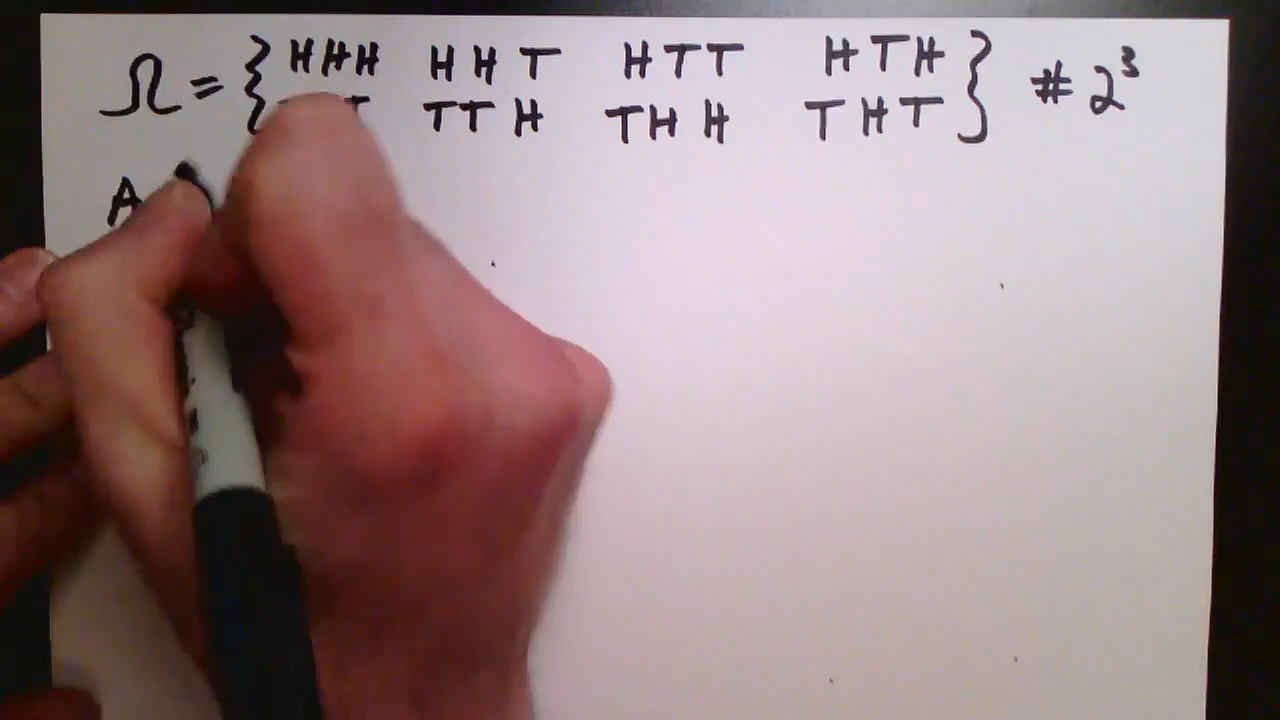 Ω = { HHH HHT HTT HTH } # 2³
TTH THH THT
A